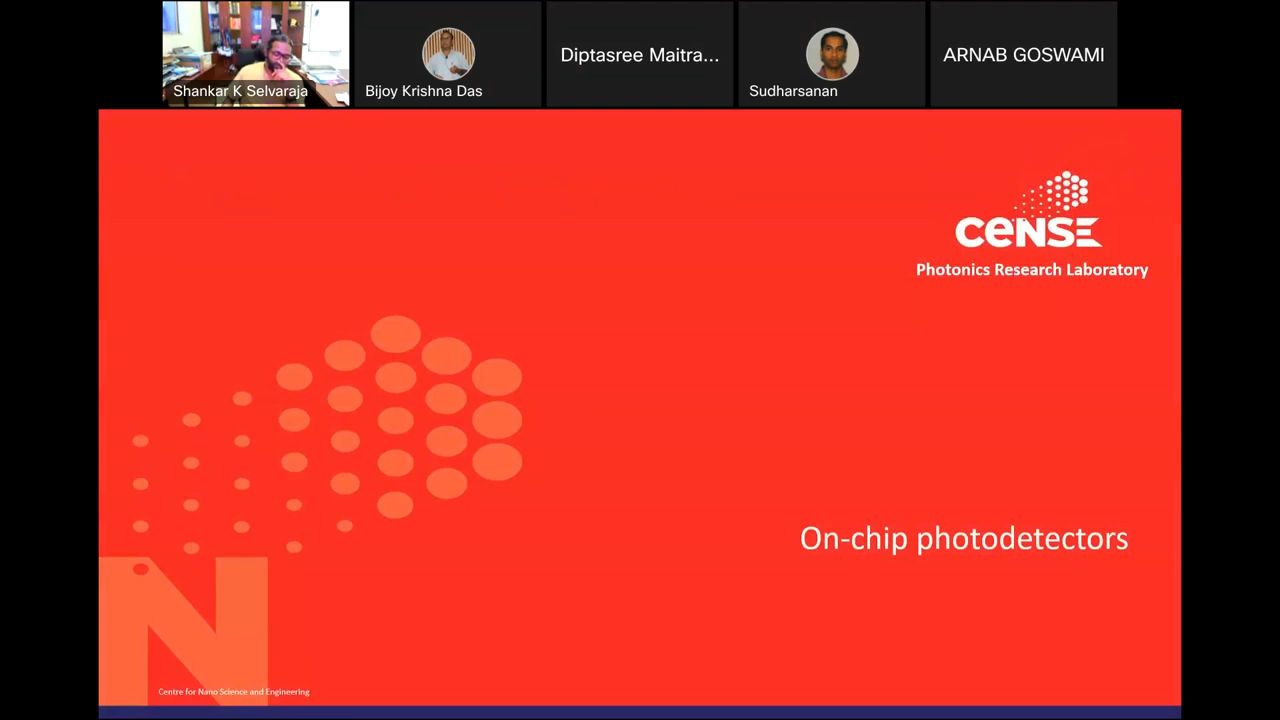 Shankar K Selvaraja
Bijoy Krishna Das
Diptasree Maitra...
Sudharsanan
ARNAB GOSWAMI
CeNSE
Photonics Research Laboratory
On-chip photodetectors
N
Centre for Nano Science and Engineering